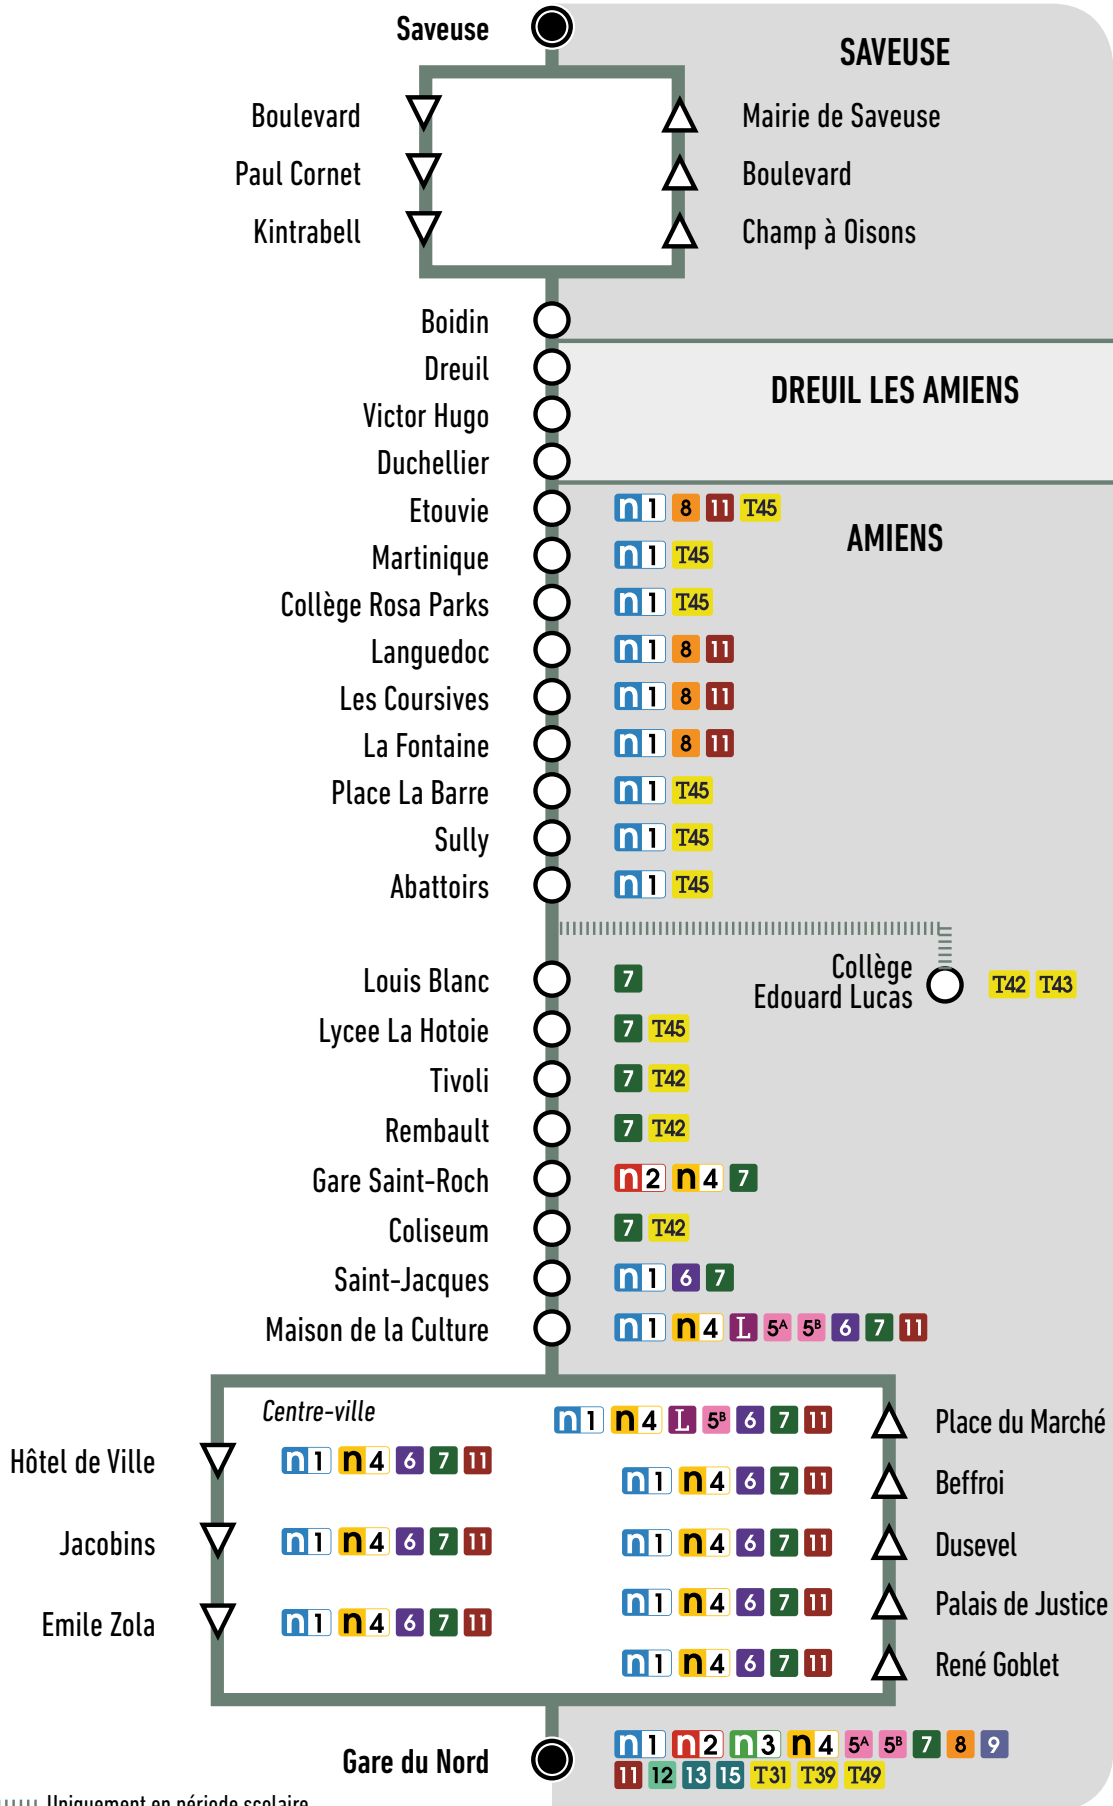 Saveuse
SAVEUSE
Boulevard
Mairie de Saveuse
Paul Cornet
Boulevard
Kintrabell
Champ à Oisons
Boidin
Dreuil
DREUIL LES AMIENS
Victor Hugo
Duchellier
Etouvie n1 8 11 T45
AMIENS
Martinique n1 T45
Collège Rosa Parks n1 T45
Languedoc n1 8 11
Les Coursives n1 8 11
La Fontaine n1 8 11
Place La Barre n1 T45
Sully n1 T45
Abattoirs n1 T45
Collège
Edouard Lucas T42 T43
Louis Blanc 7
Lycee La Hotoie 7 T45
Tivoli 7 T42
Rembault 7 T42
Gare Saint-Roch n2 n4 7
Coliseum 7 T42
Saint-Jacques n1 6 7
Maison de la Culture n1 n4 L 5A 5B 6 7 11
Centre-ville
n1 n4 L 5B 6 7 11 Place du Marché
Hôtel de Ville n1 n4 6 7 11
n1 n4 6 7 11 Beffroi
Jacobins n1 n4 6 7 11
n1 n4 6 7 11 Dusevel
n1 n4 6 7 11 Palais de Justice
Emile Zola n1 n4 6 7 11
n1 n4 6 7 11 René Goblet
Gare du Nord n1 n2 n3 n4 5A 5B 7 8 9
11 12 13 15 T31 T39 T49
Uniquement en période scolaire